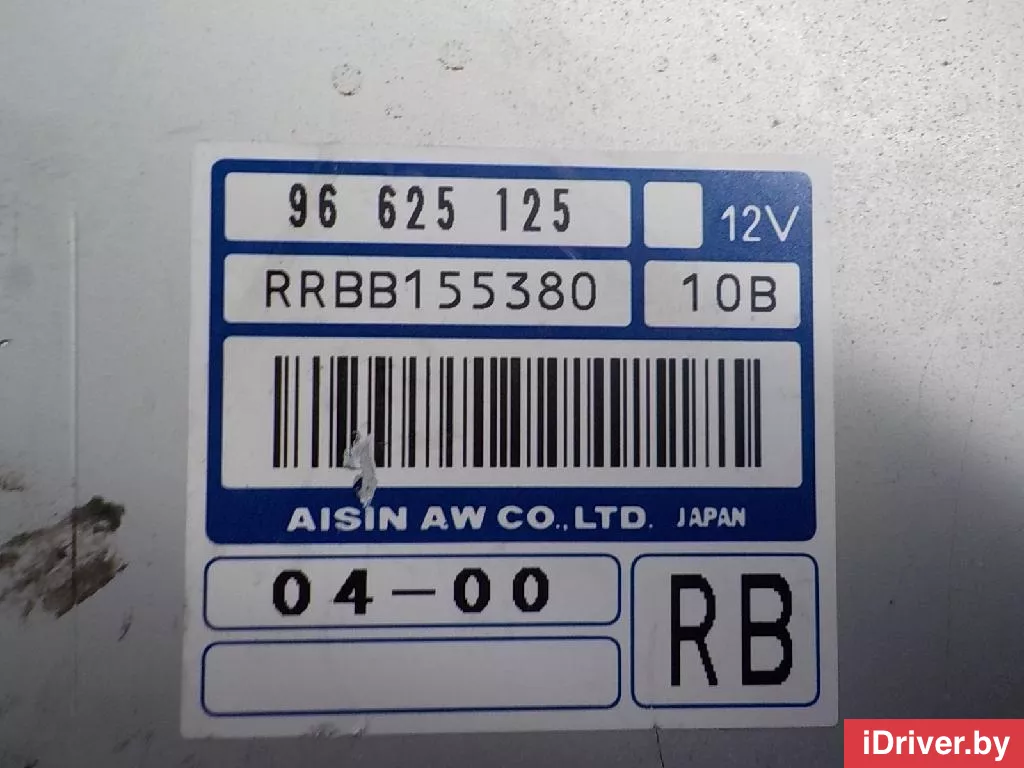 96 625 125 12V
RRBB155380 10B
AISIN AW CO.,LTD. JAPAN
04-00 RB
iDriver.by